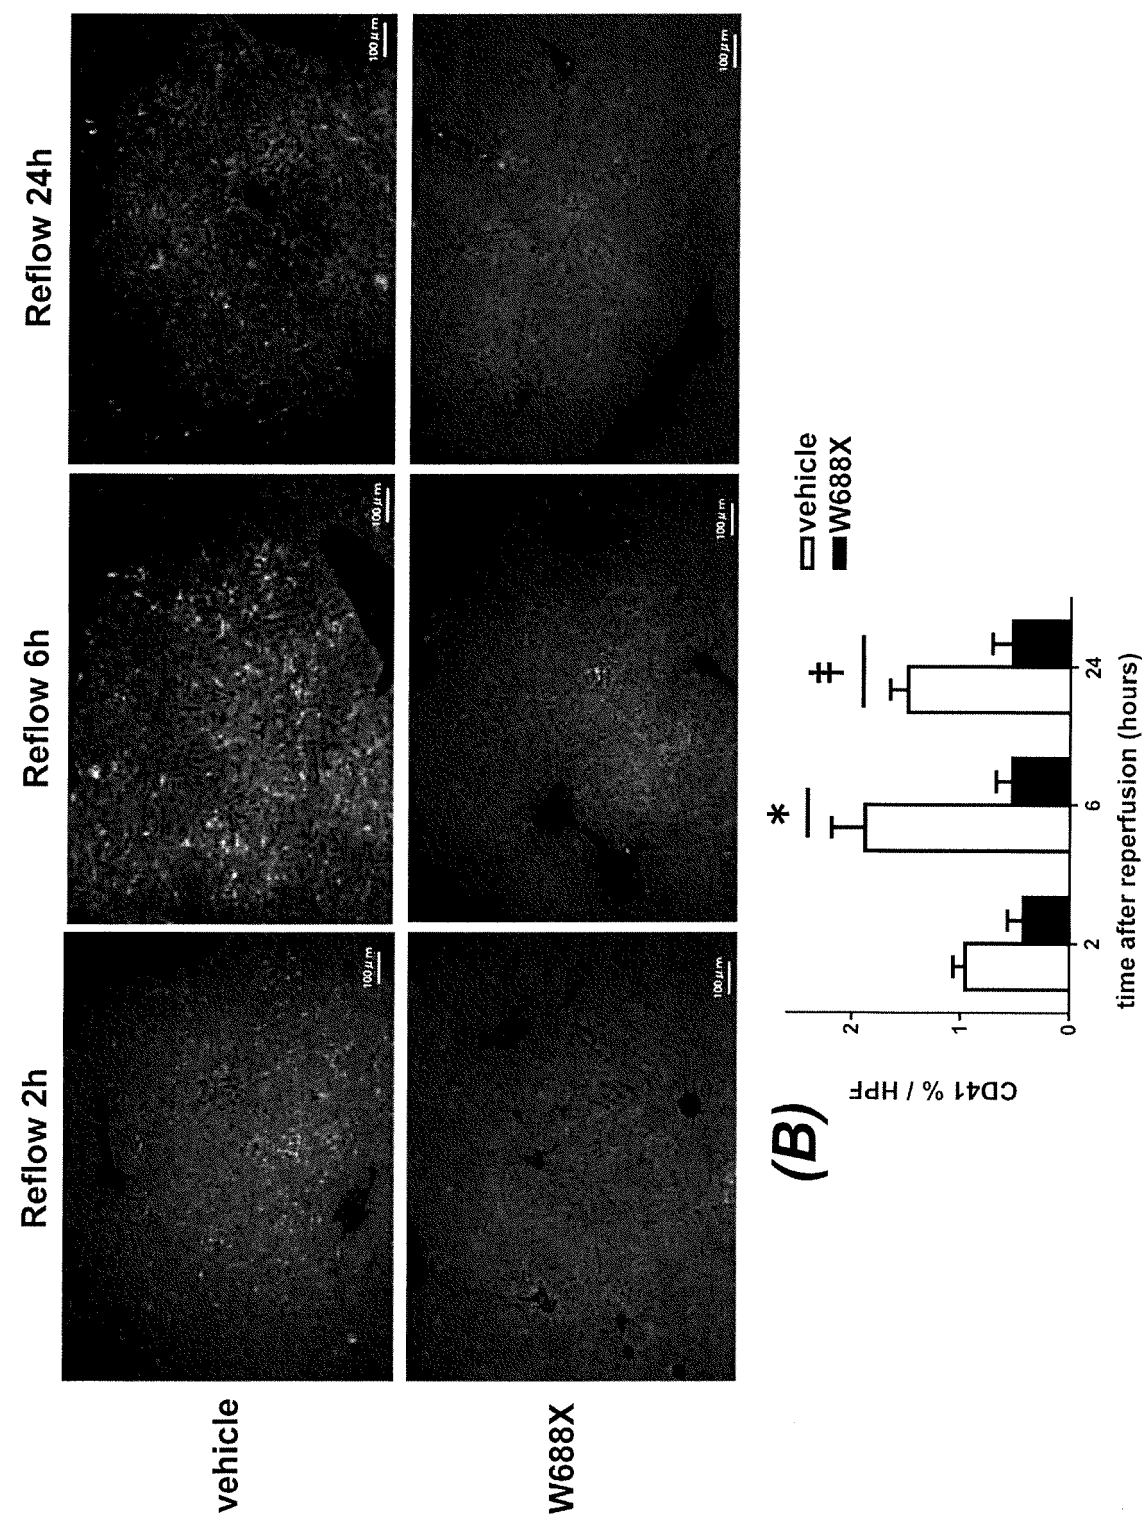 Reflow 2h Reflow 6h Reflow 24h
vehicle
100 μm 100 μm 100 μm
W688X
100 μm 100 μm 100 μm
(B)
vehicle
W688X
* ‡
CD41 % / HPF
2
1
0
2 6 24
time after reperfusion (hours)